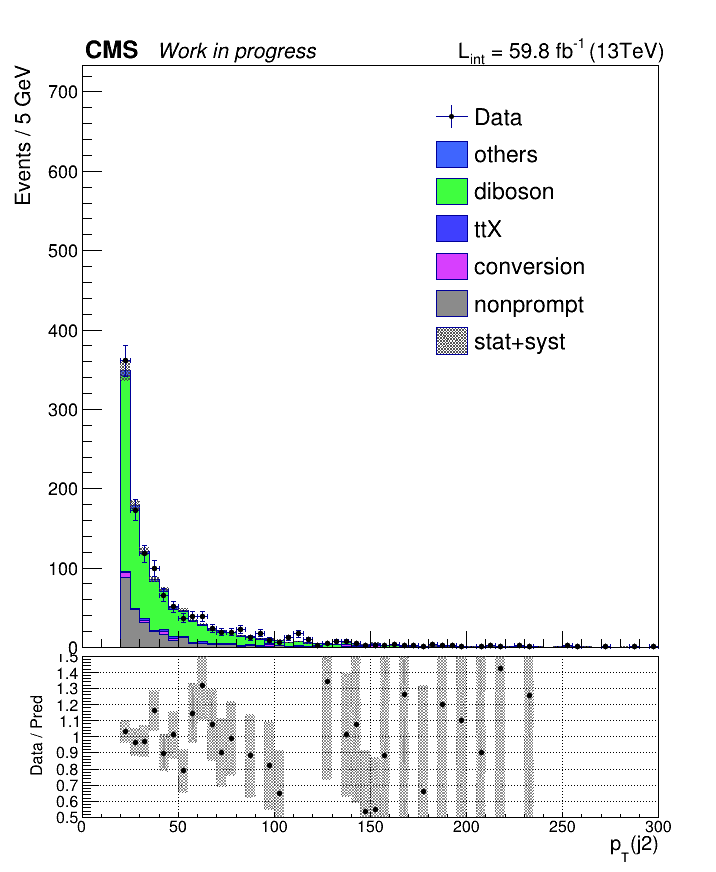 CMS Work in progress L_int = 59.8 fb^-1 (13TeV)
Events / 5 GeV
700
600
500
400
300
200
100
0
Data
others
diboson
ttX
conversion
nonprompt
stat+syst
Data / Pred
1.5
1.4
1.3
1.2
1.1
1
0.9
0.8
0.7
0.6
0.5
0 50 100 150 200 250 300
p_T(j2)